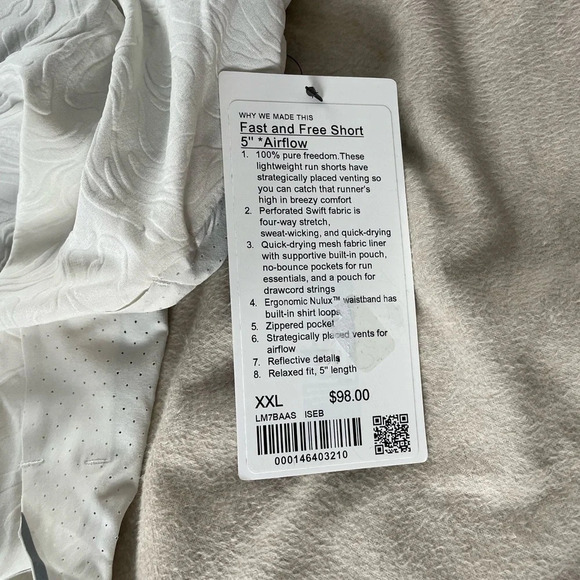 WHY WE MADE THIS
Fast and Free Short
5" *Airflow
1. 100% pure freedom.These
lightweight run shorts have
strategically placed venting so
you can catch that runner's
high in breezy comfort
2. Perforated Swift fabric is
four-way stretch,
sweat-wicking, and quick-drying
3. Quick-drying mesh fabric liner
with supportive built-in pouch,
no-bounce pockets for run
essentials, and a pouch for
drawcord strings
4. Ergonomic Nulux™ waistband has
built-in shirt loops
5. Zippered pocket
6. Strategically placed vents for
airflow
7. Reflective details
8. Relaxed fit, 5" length
XXL $98.00
LM7BAAS ISEB
000146403210